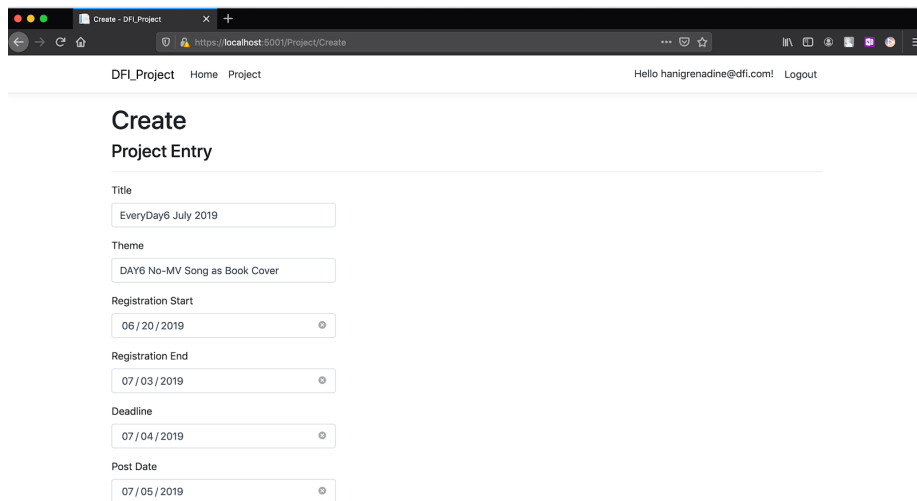 Create - DFI_Project
https://localhost:5001/Project/Create
DFI_Project Home Project Hello hanigrenadine@dfi.com! Logout
Create
Project Entry
Title
EveryDay6 July 2019
Theme
DAY6 No-MV Song as Book Cover
Registration Start
06/20/2019
Registration End
07/03/2019
Deadline
07/04/2019
Post Date
07/05/2019